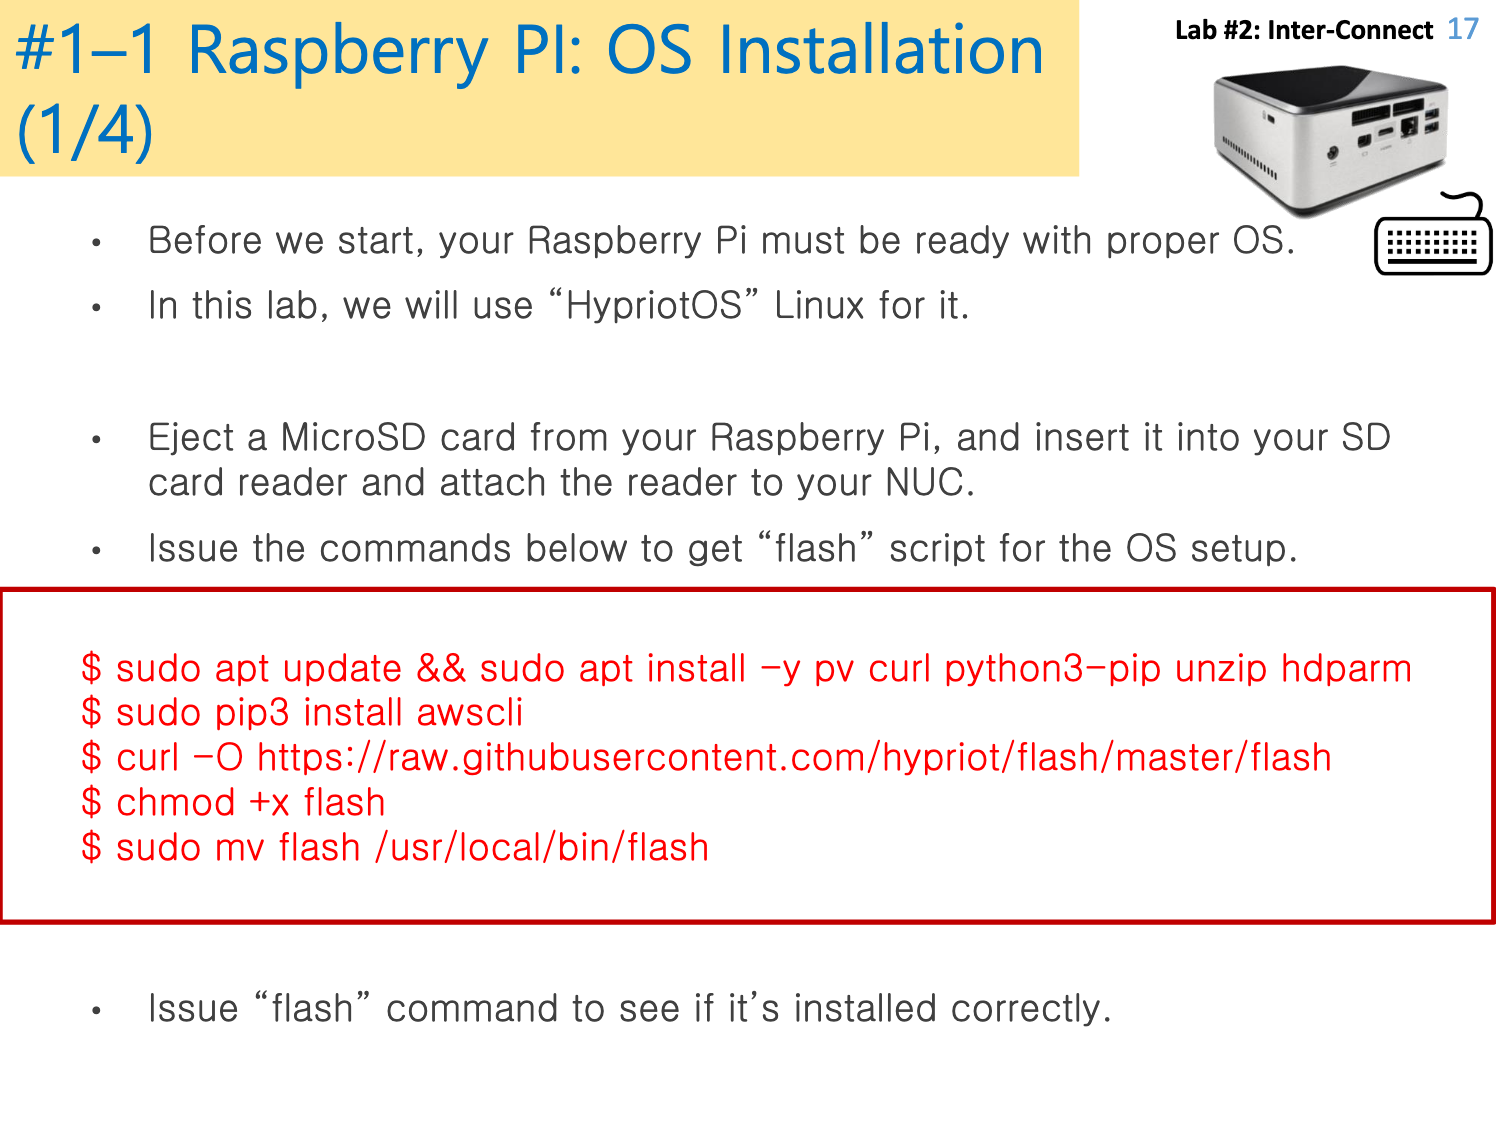 #1–1 Raspberry PI: OS Installation
(1/4)
Lab #2: Inter-Connect 17
• Before we start, your Raspberry Pi must be ready with proper OS.
• In this lab, we will use “HypriotOS” Linux for it.
• Eject a MicroSD card from your Raspberry Pi, and insert it into your SD
card reader and attach the reader to your NUC.
• Issue the commands below to get “flash” script for the OS setup.
$ sudo apt update && sudo apt install –y pv curl python3-pip unzip hdparm
$ sudo pip3 install awscli
$ curl –O https://raw.githubusercontent.com/hypriot/flash/master/flash
$ chmod +x flash
$ sudo mv flash /usr/local/bin/flash
• Issue “flash” command to see if it’s installed correctly.